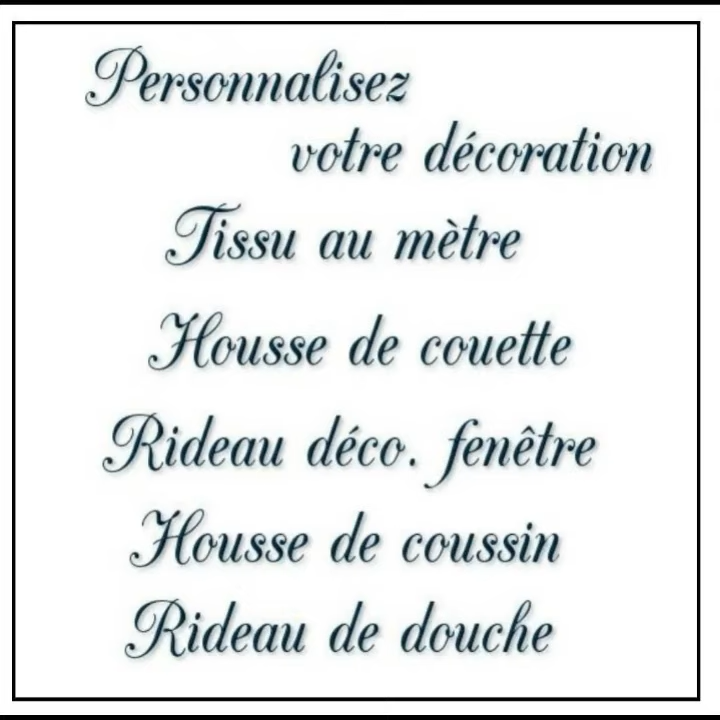 Personnalisez
votre décoration
Tissu au mètre
Housse de couette
Rideau déco. fenêtre
Housse de coussin
Rideau de douche